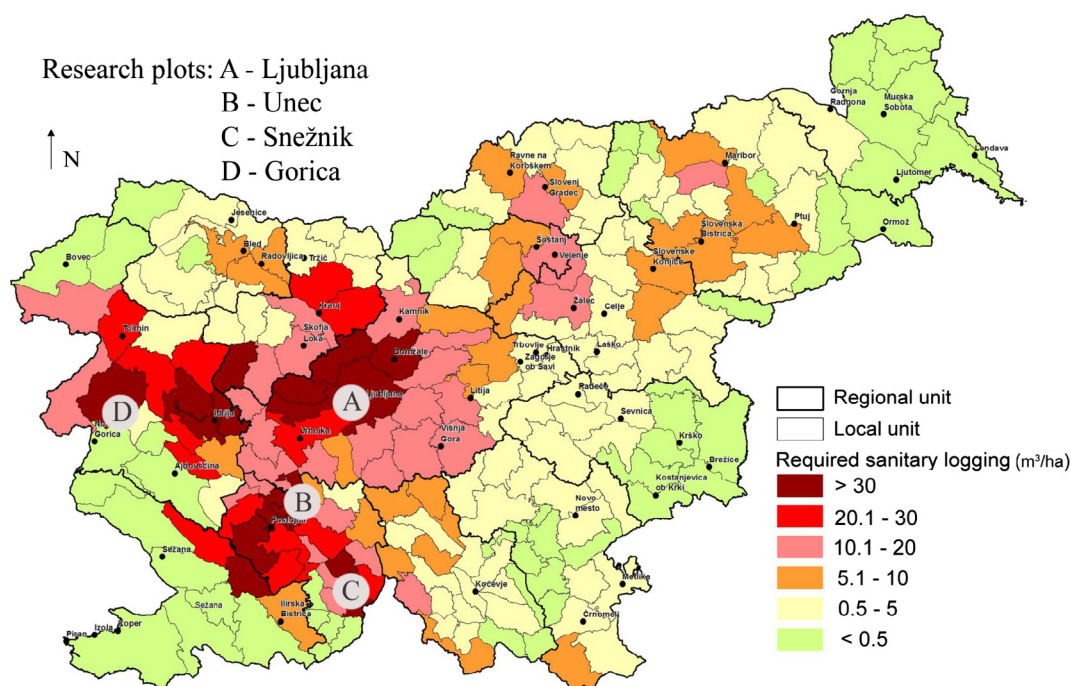 Research plots: A - Ljubljana
B - Unec
C - Snežnik
D - Gorica
N
Gornja
Radgona
Murska
Sobota
Lendava
Ljutomer
Ormož
Maribor
Ptuj
Ravne na
Koroškem
Slovenj
Gradec
Slovenska
Bistrica
Slovenske
Konjice
Šoštanj
Velenje
Jesenice
Bled
Radovljica
Tržič
Bovec
Kranj
Kamnik
Žalec
Celje
Tolmin
Škofja
Loka
Domžale
Trbovlje
Hrastnik
Zagorje
ob Savi
Laško
Litija
Radeče
Ljubljana
A
D
Idrija
Vrhnika
Višnja
Gora
Sevnica
Gorica
Krško
Brežice
Ajdovščina
Kostanjevica
ob Krki
B
Postojna
Novo
mesto
Sežana
C
Kočevje
Metlika
Sežana
Ilirska
Bistrica
Črnomelj
Koper
Izola
Piran
Regional unit
Local unit
Required sanitary logging (m³/ha)
> 30
20.1 - 30
10.1 - 20
5.1 - 10
0.5 - 5
< 0.5